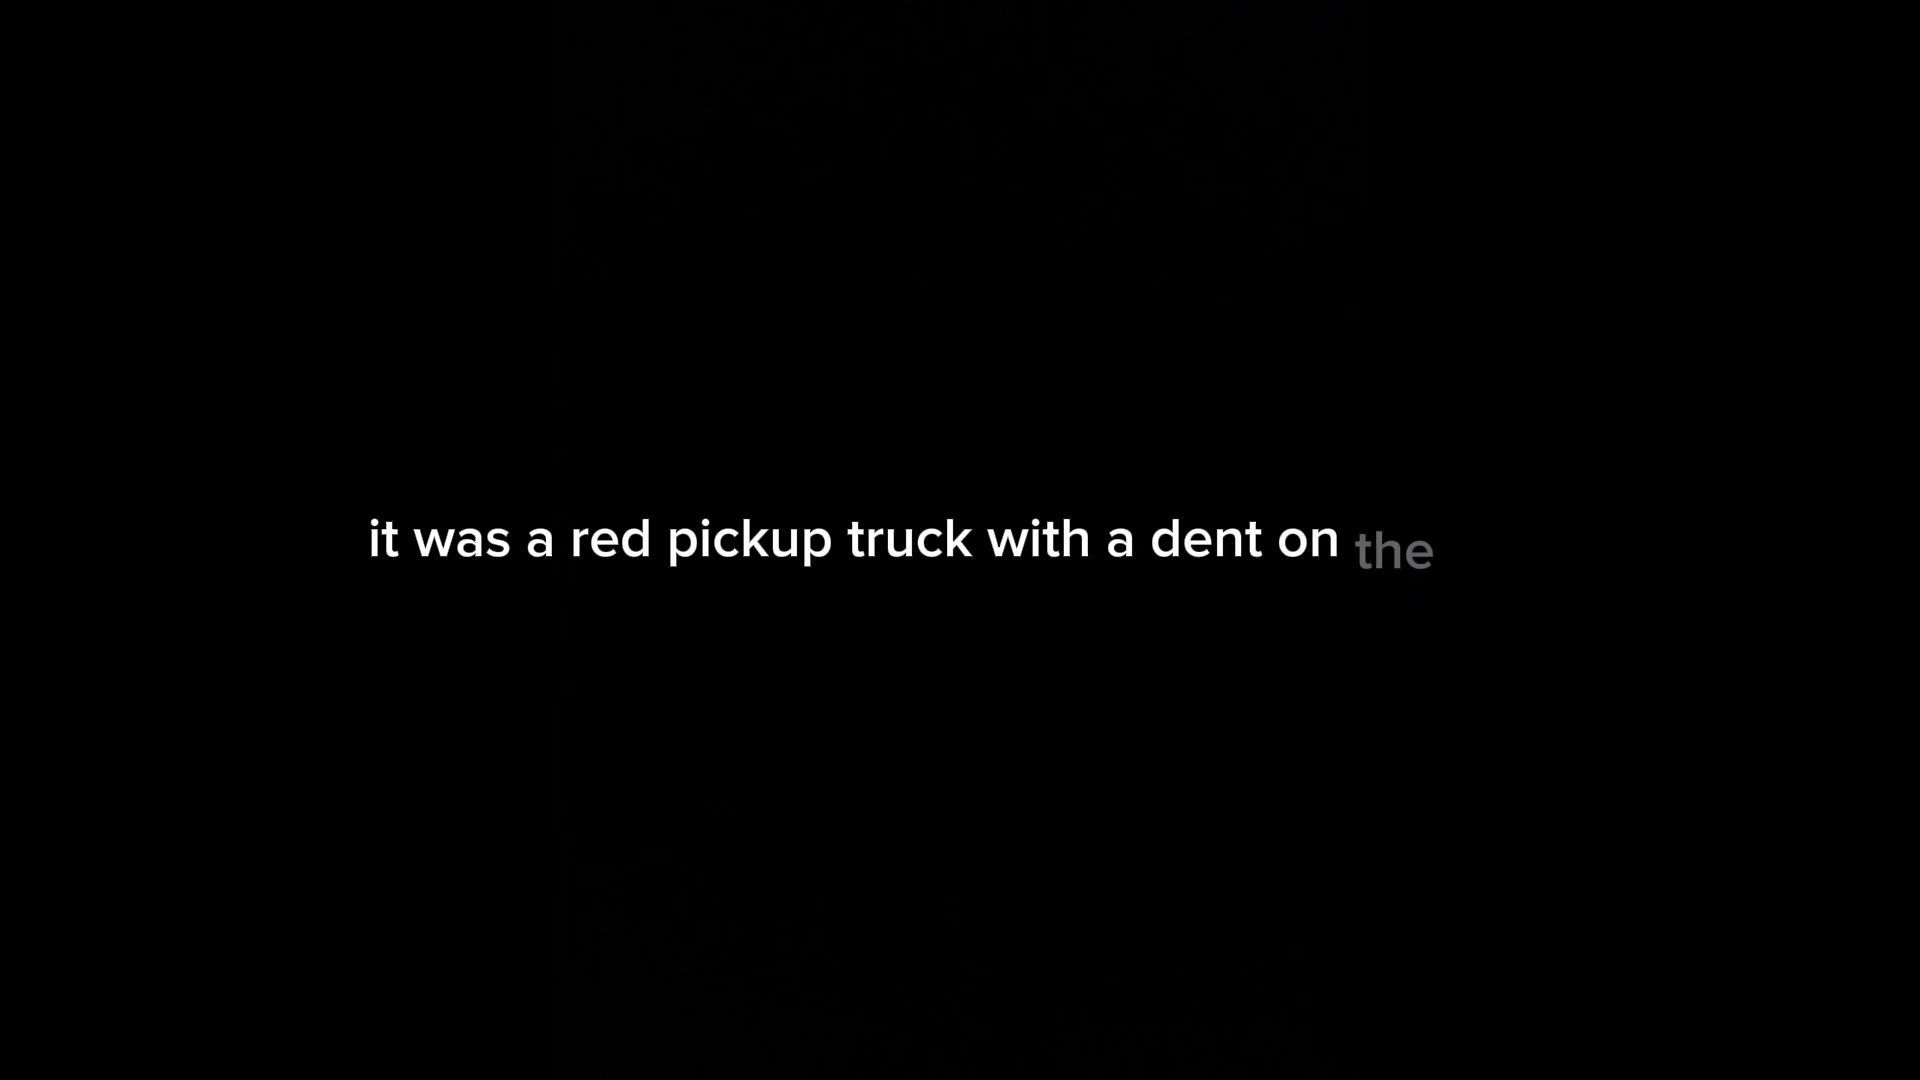 it was a red pickup truck with a dent on the